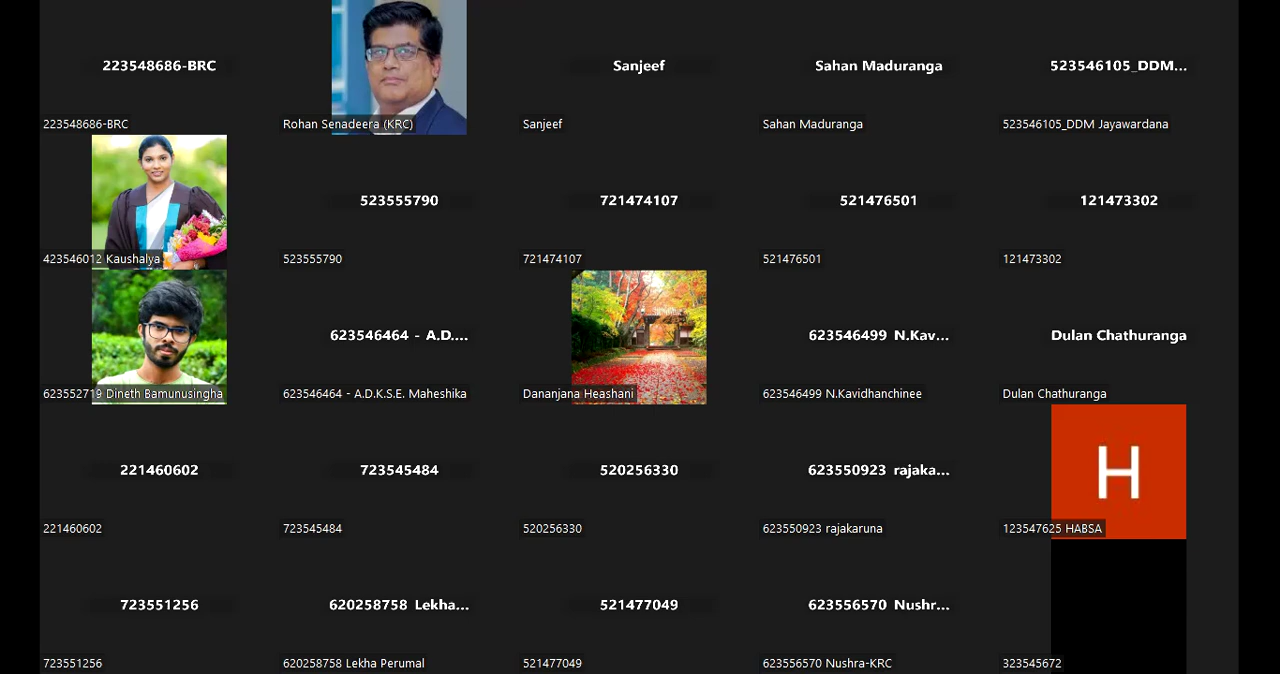 223548686-BRC
223548686-BRC
Rohan Senadeera (KRC)
Sanjeef
Sanjeef
Sahan Maduranga
Sahan Maduranga
523546105_DDM...
523546105_DDM Jayawardana
423546012 Kaushalya
523555790
523555790
721474107
721474107
521476501
521476501
121473302
121473302
623552719 Dineth Bamunusingha
623546464 - A.D....
623546464 - A.D.K.S.E. Maheshika
Dananjana Heashani
623546499 N.Kav...
623546499 N.Kavidhanchinee
Dulan Chathuranga
Dulan Chathuranga
221460602
221460602
723545484
723545484
520256330
520256330
623550923 rajaka...
623550923 rajakaruna
H
123547625 HABSA
723551256
723551256
620258758 Lekha...
620258758 Lekha Perumal
521477049
521477049
623556570 Nushr...
623556570 Nushra-KRC
323545672